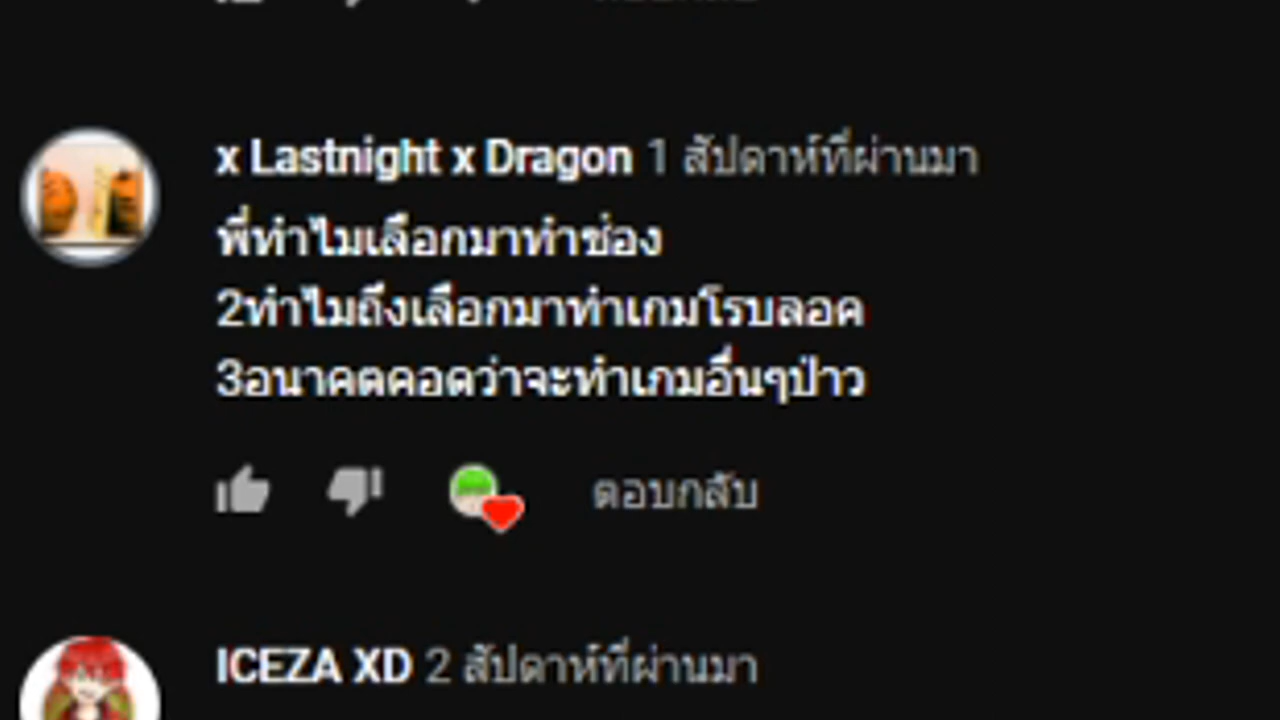 x Lastnight x Dragon 1 สัปดาห์ที่ผ่านมา
พี่ทำไมเลือกมาทำช่อง
2ทำไมถึงเลือกมาทำเกมโรบลอค
3อนาคตคอดว่าจะทำเกมอื่นๆป่าว
ตอบกลับ
ICEZA XD 2 สัปดาห์ที่ผ่านมา